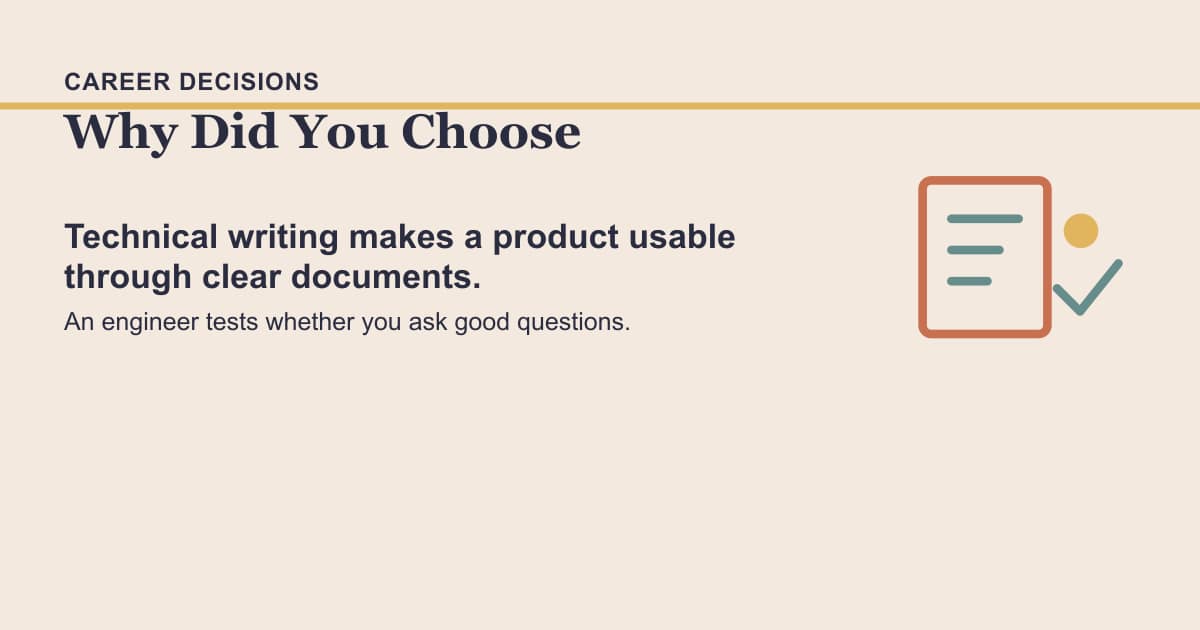 CAREER DECISIONS
Why Did You Choose
Technical writing makes a product usable
through clear documents.
An engineer tests whether you ask good questions.